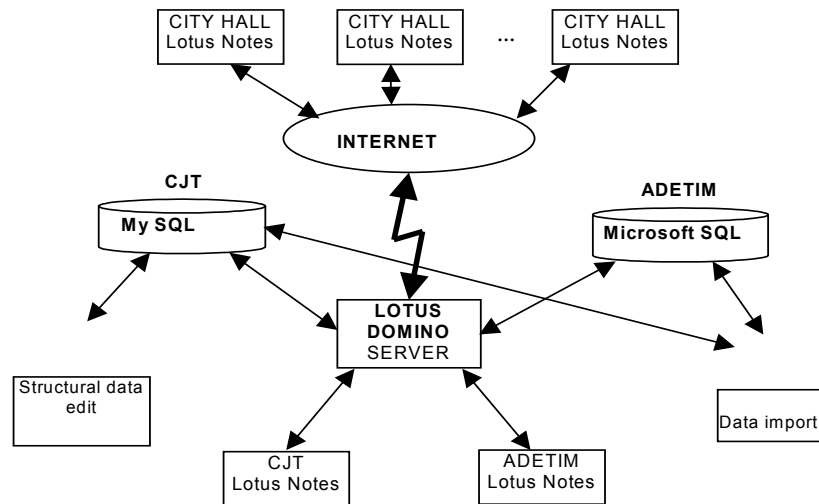 CITY HALL
Lotus Notes
CITY HALL
Lotus Notes
...
CITY HALL
Lotus Notes
INTERNET
CJT
My SQL
ADETIM
Microsoft SQL
LOTUS
DOMINO
SERVER
Structural data
edit
Data import
CJT
Lotus Notes
ADETIM
Lotus Notes